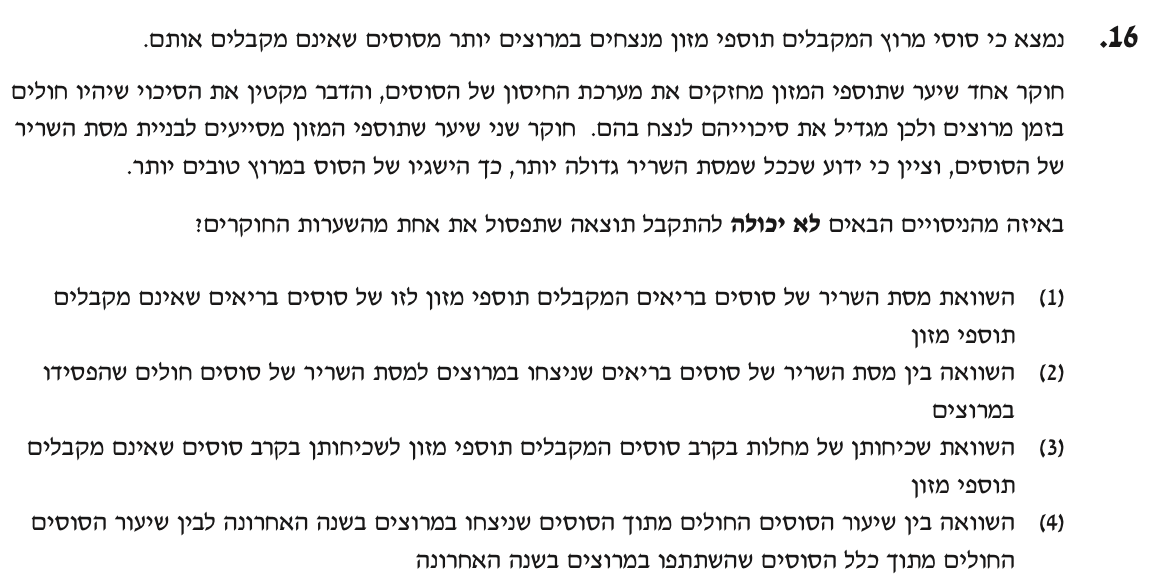 16. נמצא כי סוסי מרוץ המקבלים תוספי מזון מנצחים במרוצים יותר מסוסים שאינם מקבלים אותם.
חוקר אחד שיער שתוספי המזון מחזקים את מערכת החיסון של הסוסים, והדבר מקטין את הסיכוי שיהיו חולים
בזמן מרוצים ולכן מגדיל את סיכוייהם לנצח בהם. חוקר שני שיער שתוספי המזון מסייעים לבניית מסת השריר
של הסוסים, וציין כי ידוע שככל שמסת השריר גדולה יותר, כך הישגיו של הסוס במרוץ טובים יותר.
באיזה מהניסויים הבאים לא יכולה להתקבל תוצאה שתפסול את אחת מהשערות החוקרים?
(1) השוואת מסת השריר של סוסים בריאים המקבלים תוספי מזון לזו של סוסים בריאים שאינם מקבלים
תוספי מזון
(2) השוואה בין מסת השריר של סוסים בריאים שניצחו במרוצים למסת השריר של סוסים חולים שהפסידו
במרוצים
(3) השוואת שכיחותן של מחלות בקרב סוסים המקבלים תוספי מזון לשכיחותן בקרב סוסים שאינם מקבלים
תוספי מזון
(4) השוואה בין שיעור הסוסים החולים מתוך הסוסים שניצחו במרוצים בשנה האחרונה לבין שיעור הסוסים
החולים מתוך כלל הסוסים שהשתתפו במרוצים בשנה האחרונה